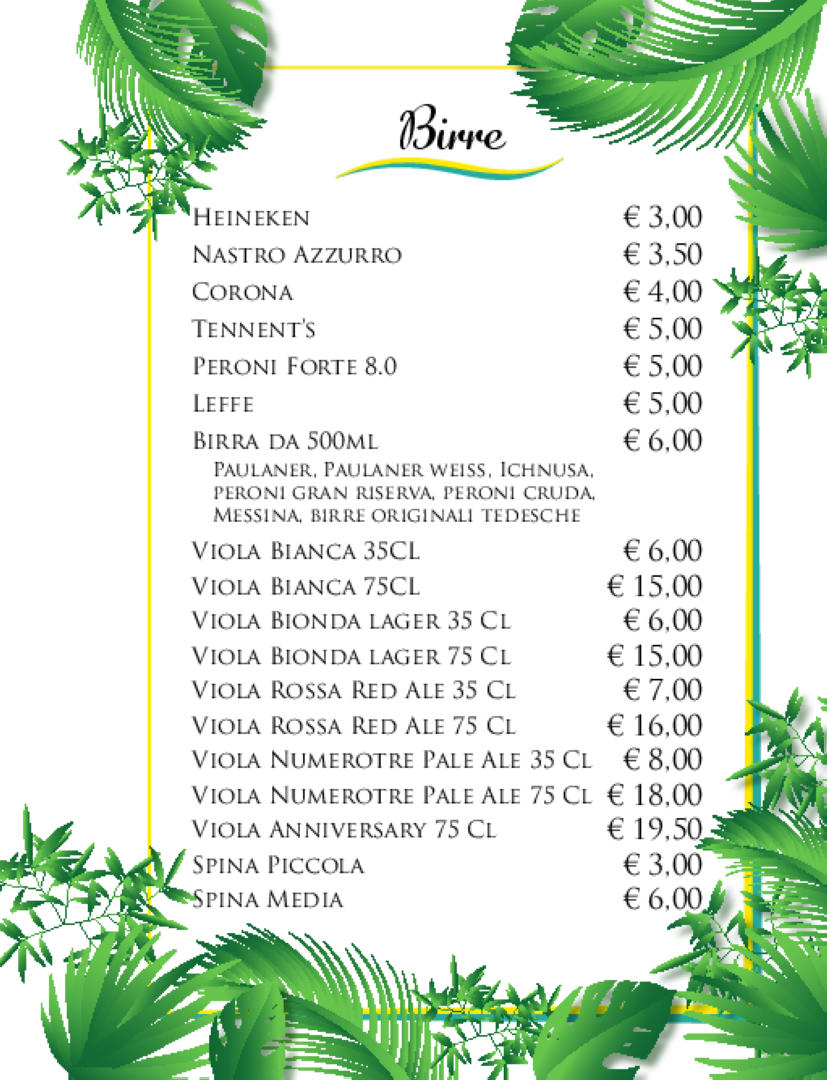 Birre
Heineken € 3,00
Nastro Azzurro € 3,50
Corona € 4,00
Tennent's € 5,00
Peroni Forte 8.0 € 5,00
Leffe € 5,00
Birra da 500ml € 6,00
Paulaner, Paulaner weiss, Ichnusa,
peroni gran riserva, peroni cruda,
Messina, birre originali tedesche
Viola Bianca 35cl € 6,00
Viola Bianca 75cl € 15,00
Viola Bionda lager 35 Cl € 6,00
Viola Bionda lager 75 Cl € 15,00
Viola Rossa Red Ale 35 Cl € 7,00
Viola Rossa Red Ale 75 Cl € 16,00
Viola Numerotre Pale Ale 35 Cl € 8,00
Viola Numerotre Pale Ale 75 Cl € 18,00
Viola Anniversary 75 Cl € 19,50
Spina Piccola € 3,00
Spina Media € 6,00